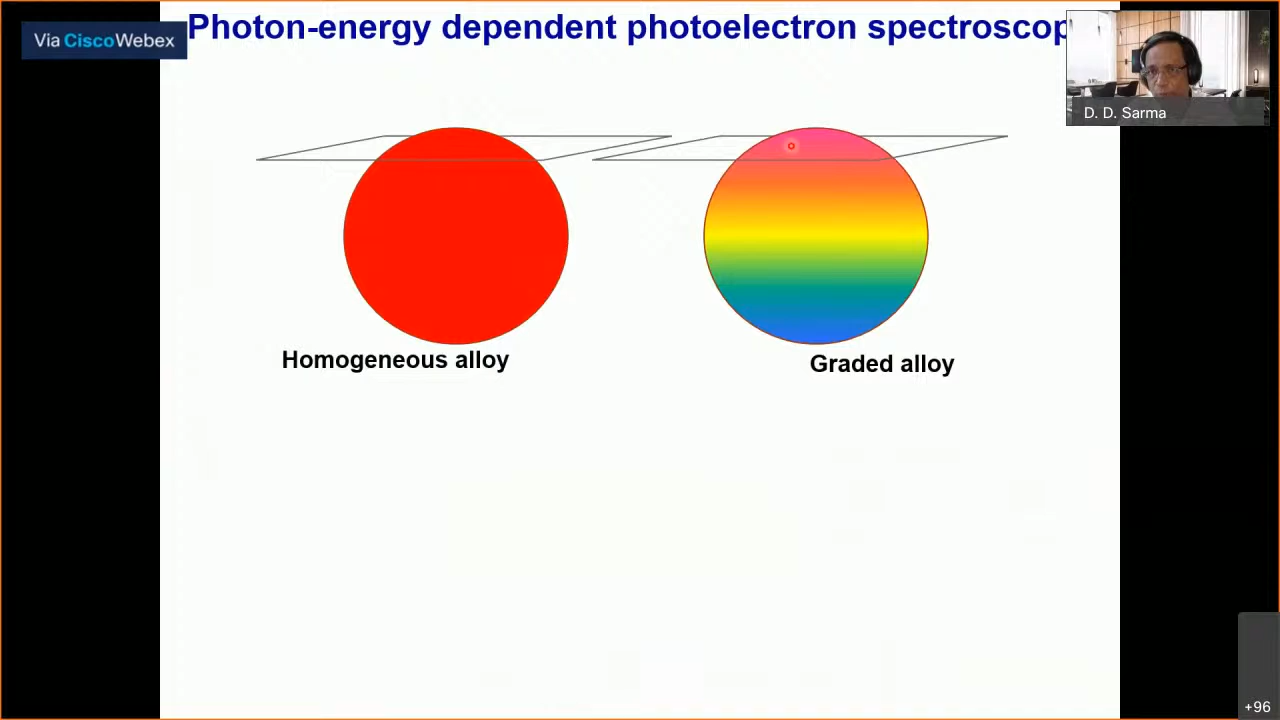 Via CiscoWebex
Photon-energy dependent photoelectron spectroscop
D. D. Sarma
Homogeneous alloy
Graded alloy
+96